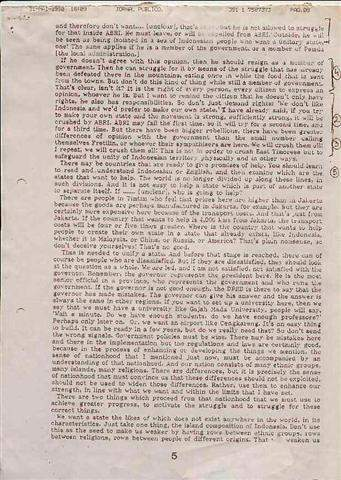 31-JAN-1990 16:09 JORNAL PUBLICO. 351 1 7587373 PAG.09
and therefore don't want... (unclear), that's why that he is not allowed to struggle
for that inside ABRI. He must leave, or will be expelled from ABRI. Outside, he will
be seen as being (hosted in a sea of Indonesian people who want a unitary state,
one! The same applies if he is a member of the government, or a member of Pemda
(the local administration).
If he doesn't agree with this opinion, then he should resign as a member of
government. Then he can struggle for it by means of the struggle that has already
been defeated there in the mountains, eating once in while the food that is sent
from the towns. But don't do this kind of thing while still a member of government.
That's clear, isn't it? It is the right of every person, every citizen to express an
opinion, whoever he is. But I want to remind the citizen that he doesn't only have
rights, he also has responsibilities. So don't just demand rights: 'We don't like
Indonesia and we'd prefer to make our own state.' I have already said, if you try
to make your own state and the movement is strong, sufficiently strong, it will be
crushed by ABRI. ABRI may fail the first time, so it will try for a second time, and
for a third time. But there have been bigger rebellions, there have been greater
differences of opinion with the government than the small number calling
themselves Fretilin, or whoever their sympathizers are here. We will crush them all!
I repeat, we will crush them all! This is not in order to crush East Timorese but to
safeguard the unity of Indonesian territory, physically and in other ways.
There may be countries that are ready to give promises of help. You should learn
to read and understand Indonesian or English, and then examine which are the
states that want to help. The world is no longer divided up along these lines, in
such divisions. And it is not easy to help a state which is part of another state
to separate itself. If ... (unclear), who is going to help?
There are people in Timtim who feel that prices here are higher than in Jakarta
because the goods are perhaps manufactured in Jakarta, for example; but they are
certainly more expensive here because of the transport costs. And that's just from
Jakarta. If the country that wants to help is 4,000 kms from Jakarta, the transport
costs will be four or five times greater. Where is the country that wants to help
people to create their own state in a state that already exists, like Indonesia,
whether it is Malaysia, or China, or Russia, or America? That's plain nonsense, so
don't deceive yourselves! That's no good.
Thus is needed to unify a state. And before that stage is reached, there can of
course be people who are dissatisfied. But if they are dissatisfied, they should look
at the question as a whole. We are led, and I am not satisfied, not satisfied with the
governor. Remember, the governor represents the president here. He is the most
senior official in a province, who represents the government and who runs the
government. If the governor is not good enough, the DPRD is there to say that the
governor has made mistakes. The governor can give his answer and the answer is
always the same in other regions. If you want to set up a university here, then we
say that we must have a university like Gajah Mada University, people will say,
'Wait a minute. Do we have enough students, do we have enough professors?'
Perhaps only later on. Or, we want an airport like Cengkareng. It's an easy thing
to build. It can be ready in a few years, but do we really need that? So don't send
the wrong signals. Government policies must be wise. There may be mistakes here
and there in the implementation, but the regulations and laws are certainly good,
because in the process of enhancing or developing the things we mention, the
sense of nationhood that I mentioned just now, must be accompanied by an
understanding of that nationhood. And our nation consists of many ethnic groups,
many islands, many religions. There are differences, but it is precisely the sense
of nationhood that must convince us that these differences should not be exploited,
should not be used to widen those differences. Rather, use them to enhance our
strength, in line with what we want and within the limits that I have set.
There are two things which proceed from that nationhood that we must use to
achieve greater progress, to motivate the struggle and to struggle for these
correct things.
We want a state the likes of which does not exist anywhere in the world, in its
characteristics. Just take one thing, the island composition of Indonesia. Don't use
this as the seed to make us weaker by having rows between ethnic groups, rows
between religions, rows between people of different origins. That weakens us
5